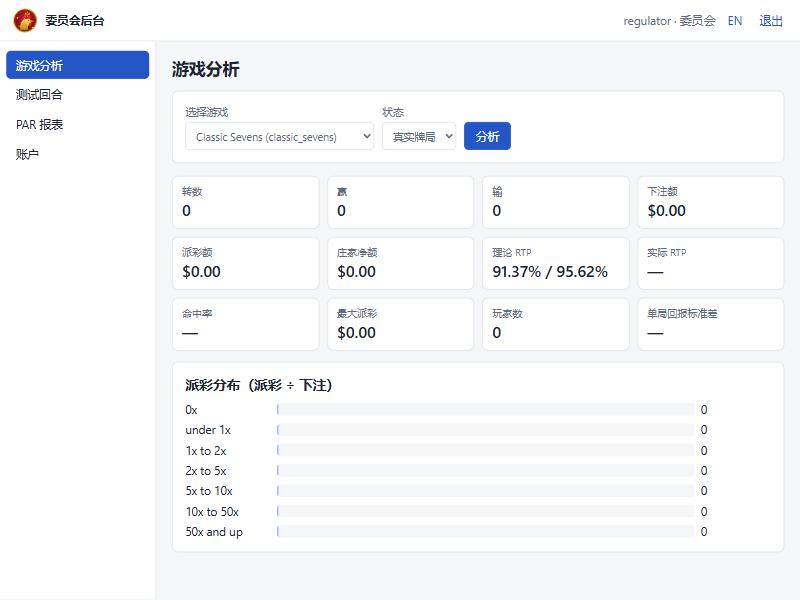 委员会后台
regulator · 委员会 EN 退出
游戏分析
测试回合
PAR 报表
账户
游戏分析
选择游戏 状态
Classic Sevens (classic_sevens) 真实牌局 分析
转数 赢 输 下注额
0 0 0 $0.00
派彩额 庄家净额 理论 RTP 实际 RTP
$0.00 $0.00 91.37% / 95.62% —
命中率 最大派彩 玩家数 单局回报标准差
— $0.00 0 —
派彩分布（派彩 ÷ 下注）
0x 0
under 1x 0
1x to 2x 0
2x to 5x 0
5x to 10x 0
10x to 50x 0
50x and up 0